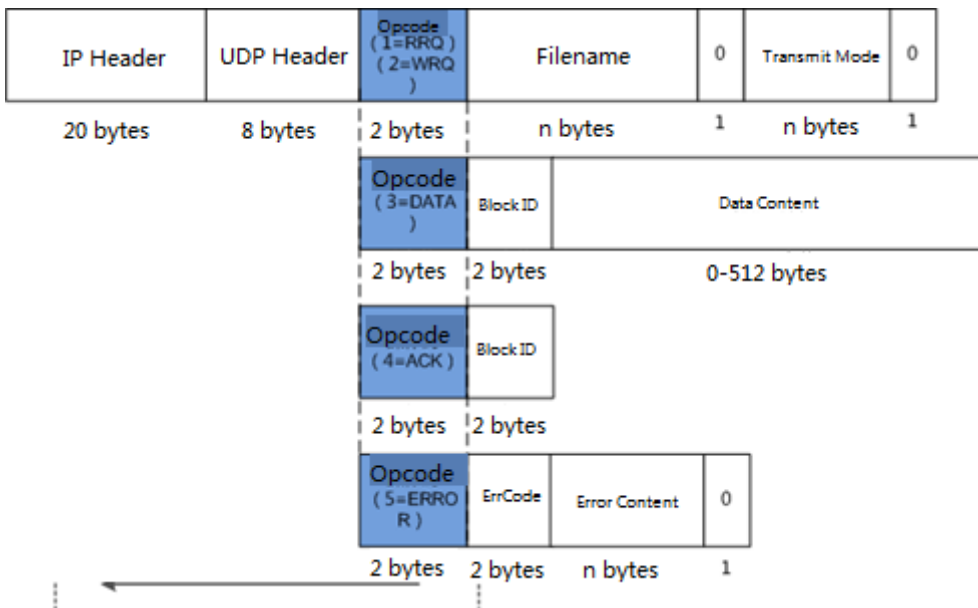 IP Header
UDP Header
Opcode
( 1=RRQ )
( 2=WRQ
)
Filename
0
Transmit Mode
0
20 bytes
8 bytes
2 bytes
n bytes
1
n bytes
1
Opcode
( 3=DATA
)
Block ID
Data Content
2 bytes
2 bytes
0-512 bytes
Opcode
( 4=ACK )
Block ID
2 bytes
2 bytes
Opcode
( 5=ERRO
R )
ErrCode
Error Content
0
2 bytes
2 bytes
n bytes
1